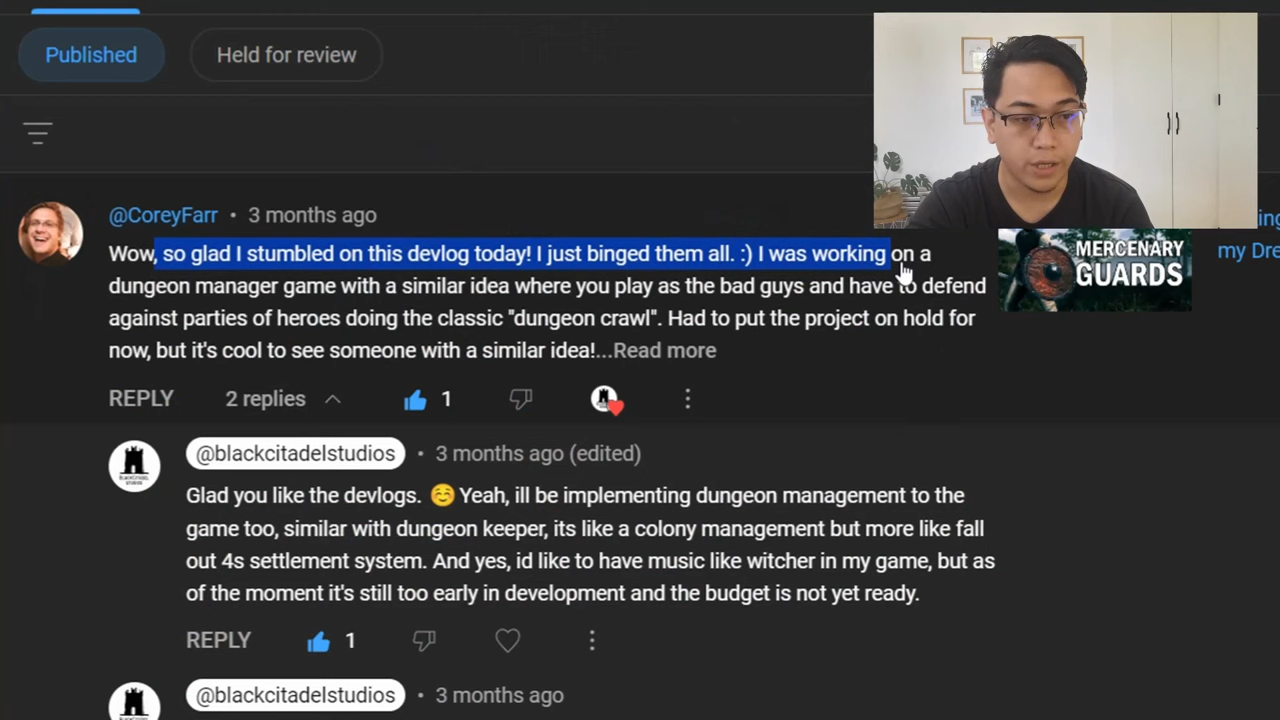 Published
Held for review
@CoreyFarr • 3 months ago
Wow, so glad I stumbled on this devlog today! I just binged them all. :) I was working on a
dungeon manager game with a similar idea where you play as the bad guys and have to defend
against parties of heroes doing the classic "dungeon crawl". Had to put the project on hold for
now, but it's cool to see someone with a similar idea!...Read more
MERCENARY
GUARDS
my Dre
REPLY 2 replies 1
@blackcitadelstudios • 3 months ago (edited)
Glad you like the devlogs. ☺️ Yeah, ill be implementing dungeon management to the
game too, similar with dungeon keeper, its like a colony management but more like fall
out 4s settlement system. And yes, id like to have music like witcher in my game, but as
of the moment it's still too early in development and the budget is not yet ready.
REPLY 1
@blackcitadelstudios • 3 months ago